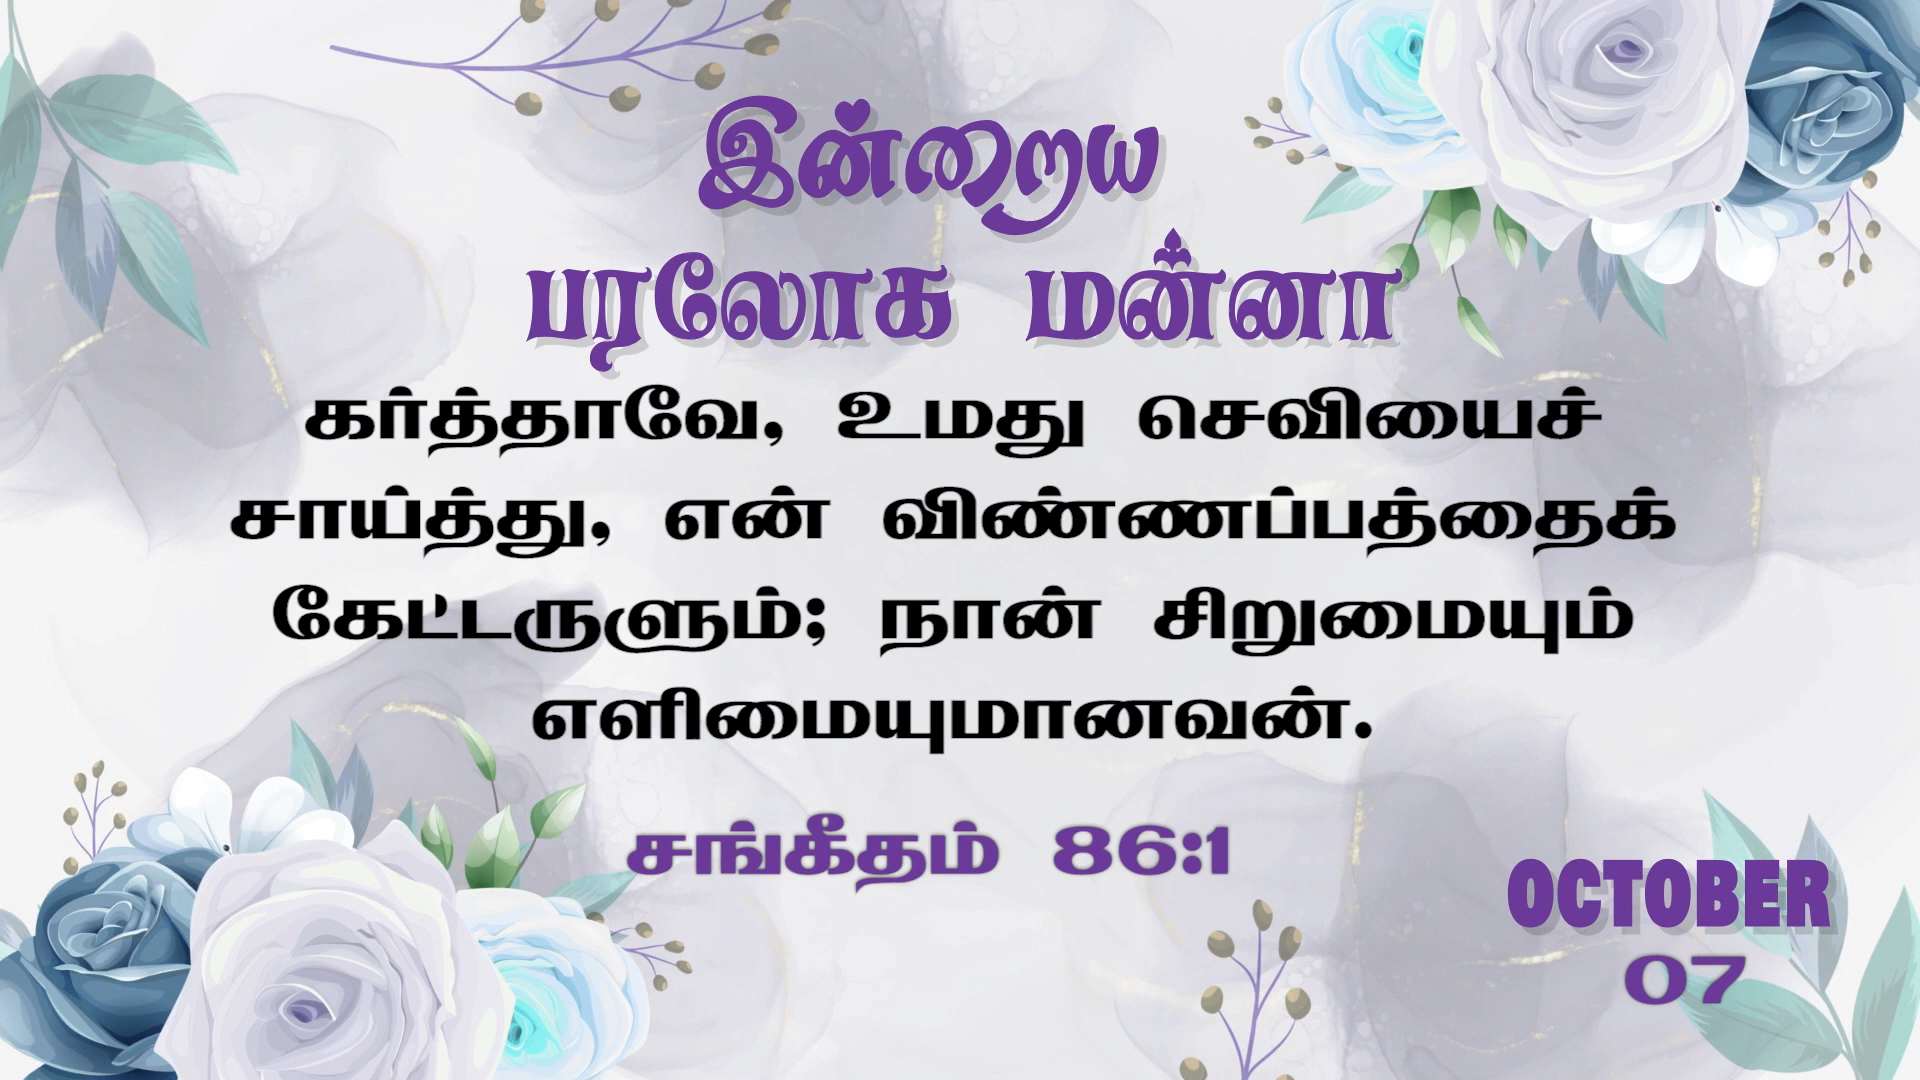 இன்றைய
பரலோக மன்னா
கர்த்தாவே, உமது செவியைச்
சாய்த்து, என் விண்ணப்பத்தைக்
கேட்டருளும்; நான் சிறுமையும்
எளிமையுமானவன்.
சங்கீதம் 86:1
OCTOBER
07